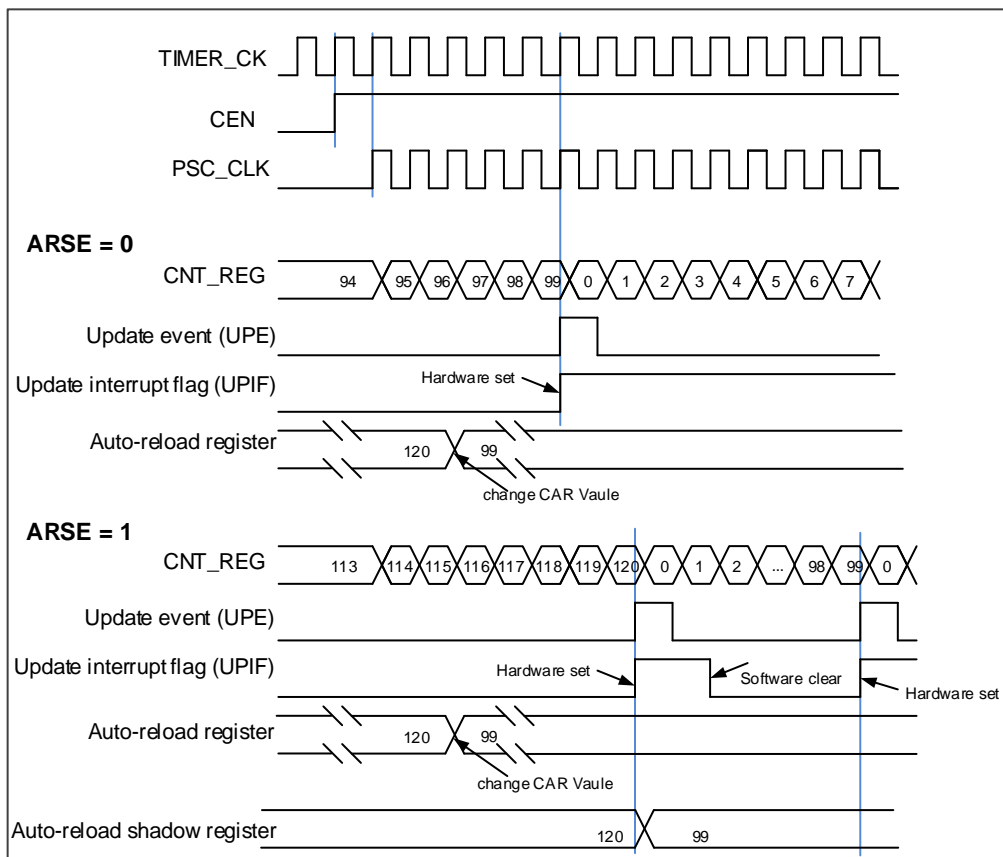 TIMER_CK
CEN
PSC_CLK
ARSE = 0
CNT_REG 94 95 96 97 98 99 0 1 2 3 4 5 6 7
Update event (UPE)
Update interrupt flag (UPIF) Hardware set
Auto-reload register 120 99
change CAR Vaule
ARSE = 1
CNT_REG 113 114 115 116 117 118 119 120 0 1 2 ... 98 99 0
Update event (UPE)
Update interrupt flag (UPIF) Hardware set Software clear Hardware set
Auto-reload register 120 99
change CAR Vaule
Auto-reload shadow register 120 99